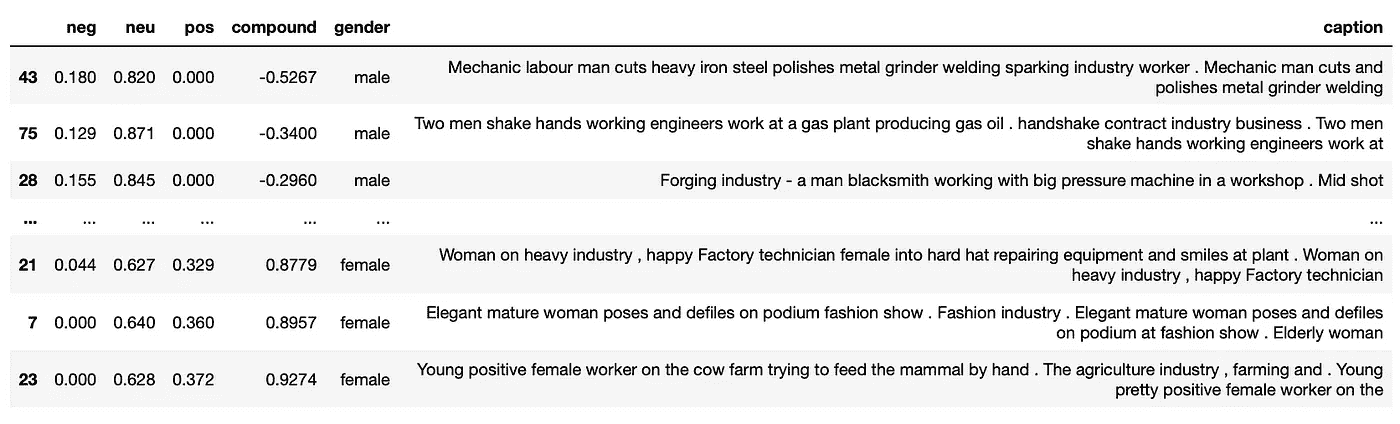 neg neu pos compound gender caption
43 0.180 0.820 0.000 -0.5267 male Mechanic labour man cuts heavy iron steel polishes metal grinder welding sparking industry worker . Mechanic man cuts and
polishes metal grinder welding
75 0.129 0.871 0.000 -0.3400 male Two men shake hands working engineers work at a gas plant producing gas oil . handshake contract industry business . Two men
shake hands working engineers work at
28 0.155 0.845 0.000 -0.2960 male Forging industry - a man blacksmith working with big pressure machine in a workshop . Mid shot
... ... ... ... ... ... ...
21 0.044 0.627 0.329 0.8779 female Woman on heavy industry , happy Factory technician female into hard hat repairing equipment and smiles at plant . Woman on
heavy industry , happy Factory technician
7 0.000 0.640 0.360 0.8957 female Elegant mature woman poses and defiles on podium fashion show . Fashion industry . Elegant mature woman poses and defiles
on podium at fashion show . Elderly woman
23 0.000 0.628 0.372 0.9274 female Young positive female worker on the cow farm trying to feed the mammal by hand . The agriculture industry , farming and . Young
pretty positive female worker on the